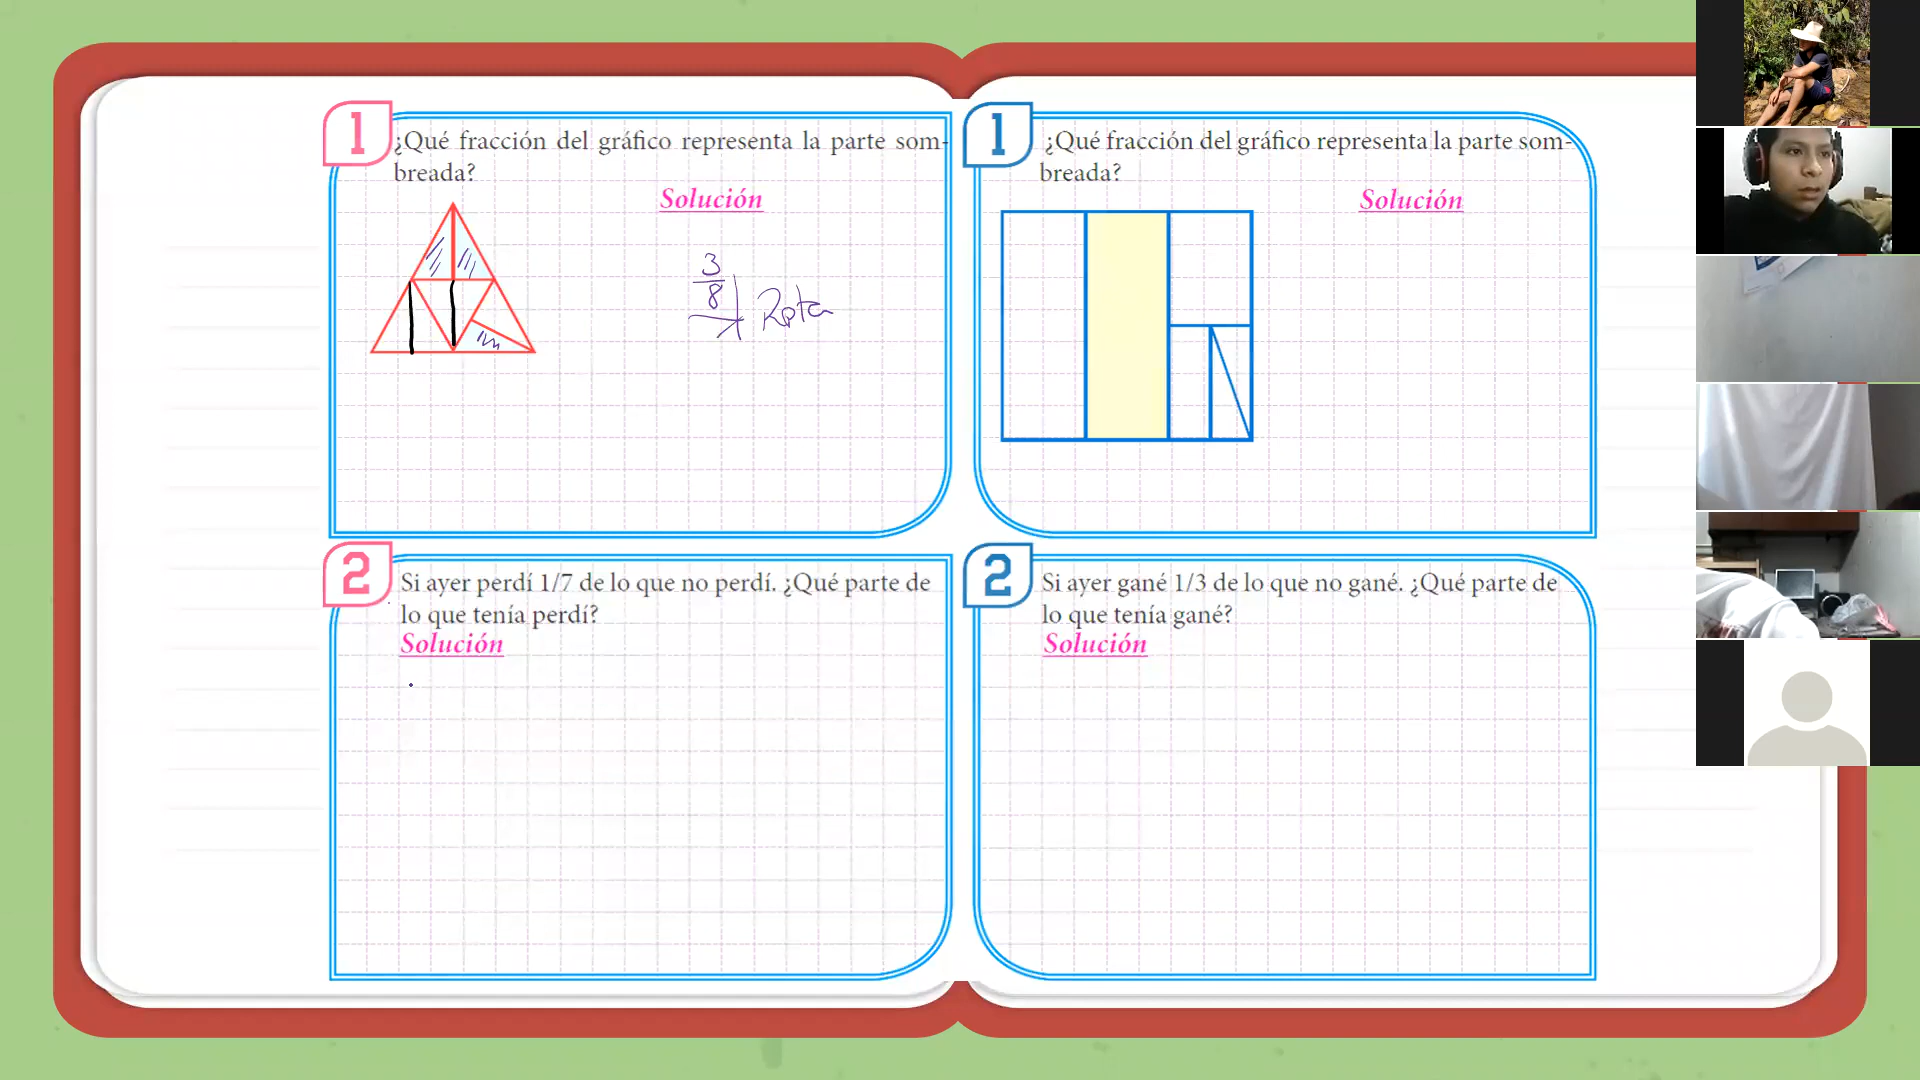 1
¿Qué fracción del gráfico representa la parte som-
breada?
Solución
3
8
Rpta
1
¿Qué fracción del gráfico representa la parte som-
breada?
Solución
2
Si ayer perdí 1/7 de lo que no perdí. ¿Qué parte de
lo que tenía perdí?
Solución
2
Si ayer gané 1/3 de lo que no gané. ¿Qué parte de
lo que tenía gané?
Solución